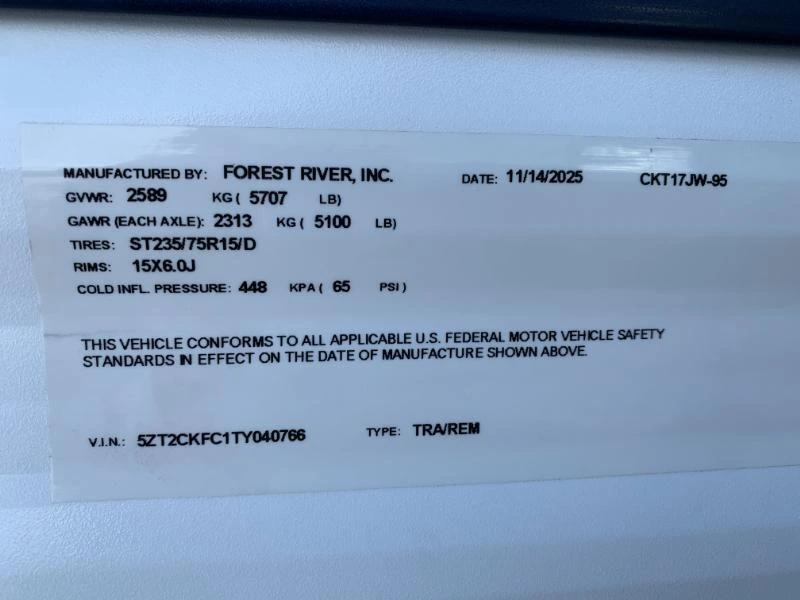 MANUFACTURED BY: FOREST RIVER, INC. DATE: 11/14/2025 CKT17JW-95
GVWR: 2589 KG ( 5707 LB)
GAWR (EACH AXLE): 2313 KG ( 5100 LB)
TIRES: ST235/75R15/D
RIMS: 15X6.0J
COLD INFL. PRESSURE: 448 KPA ( 65 PSI )
THIS VEHICLE CONFORMS TO ALL APPLICABLE U.S. FEDERAL MOTOR VEHICLE SAFETY
STANDARDS IN EFFECT ON THE DATE OF MANUFACTURE SHOWN ABOVE.
V.I.N.: 5ZT2CKFC1TY040766 TYPE: TRA/REM